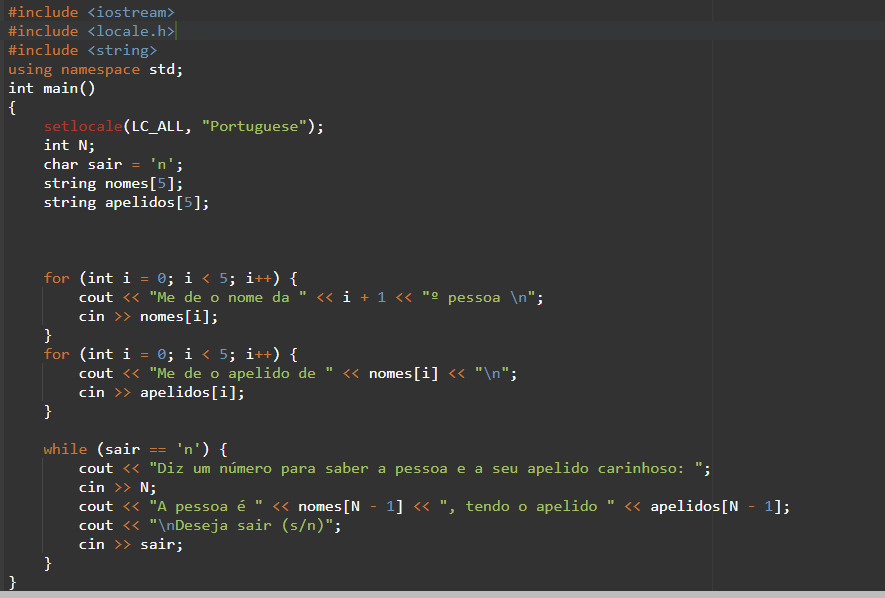 #include <iostream>
#include <locale.h>
#include <string>
using namespace std;
int main()
{
    setlocale(LC_ALL, "Portuguese");
    int N;
    char sair = 'n';
    string nomes[5];
    string apelidos[5];
    for (int i = 0; i < 5; i++) {
        cout << "Me de o nome da " << i + 1 << "º pessoa \n";
        cin >> nomes[i];
    }
    for (int i = 0; i < 5; i++) {
        cout << "Me de o apelido de " << nomes[i] << "\n";
        cin >> apelidos[i];
    }
    while (sair == 'n') {
        cout << "Diz um número para saber a pessoa e a seu apelido carinhoso: ";
        cin >> N;
        cout << "A pessoa é " << nomes[N - 1] << ", tendo o apelido " << apelidos[N - 1];
        cout << "\nDeseja sair (s/n)";
        cin >> sair;
    }
}